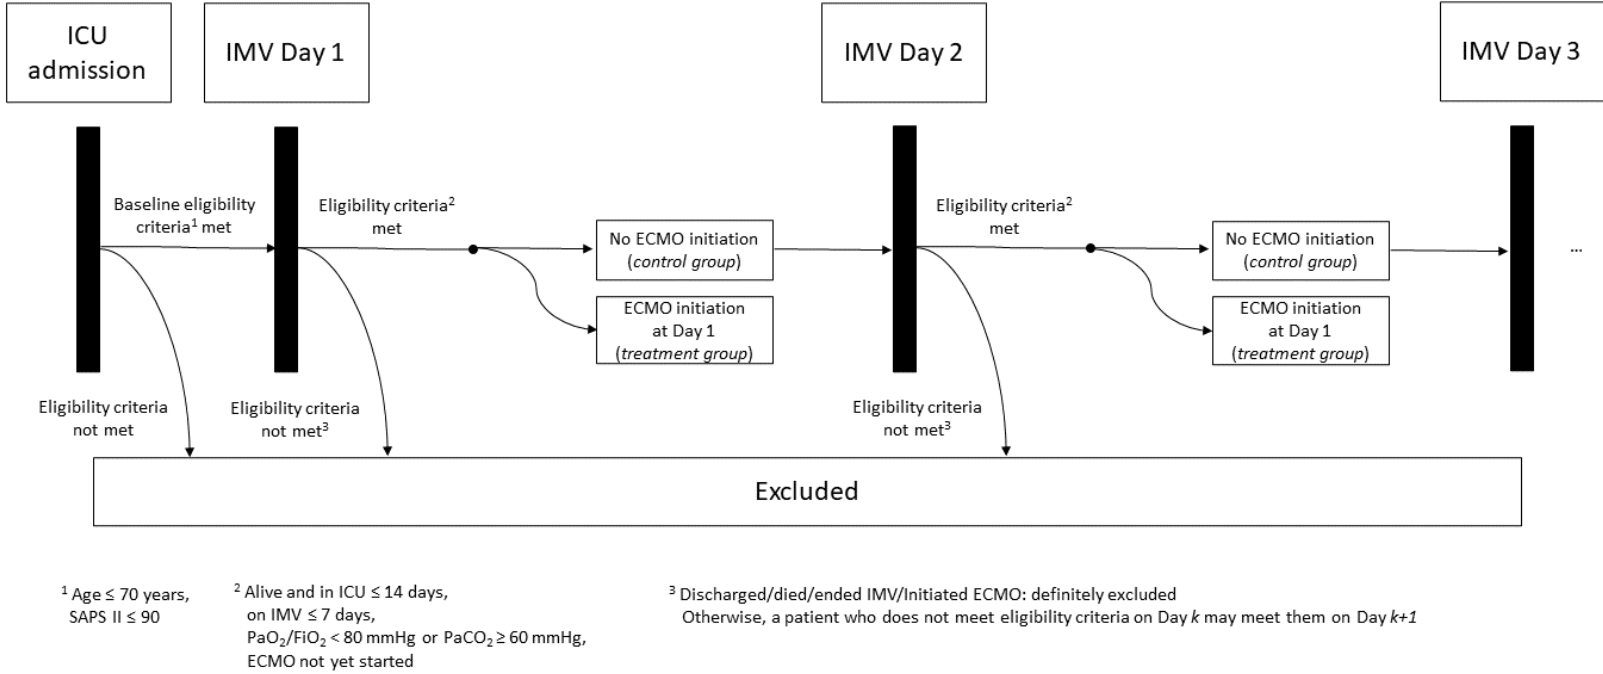 ICU
admission
IMV Day 1
IMV Day 2
IMV Day 3
Baseline eligibility
criteria¹ met
Eligibility criteria²
met
No ECMO initiation
(control group)
ECMO initiation
at Day 1
(treatment group)
Eligibility criteria²
met
No ECMO initiation
(control group)
ECMO initiation
at Day 1
(treatment group)
...
Eligibility criteria
not met
Eligibility criteria
not met³
Eligibility criteria
not met³
Excluded
¹ Age ≤ 70 years,
SAPS II ≤ 90
² Alive and in ICU ≤ 14 days,
on IMV ≤ 7 days,
PaO₂/FiO₂ < 80 mmHg or PaCO₂ ≥ 60 mmHg,
ECMO not yet started
³ Discharged/died/ended IMV/Initiated ECMO: definitely excluded
Otherwise, a patient who does not meet eligibility criteria on Day k may meet them on Day k+1